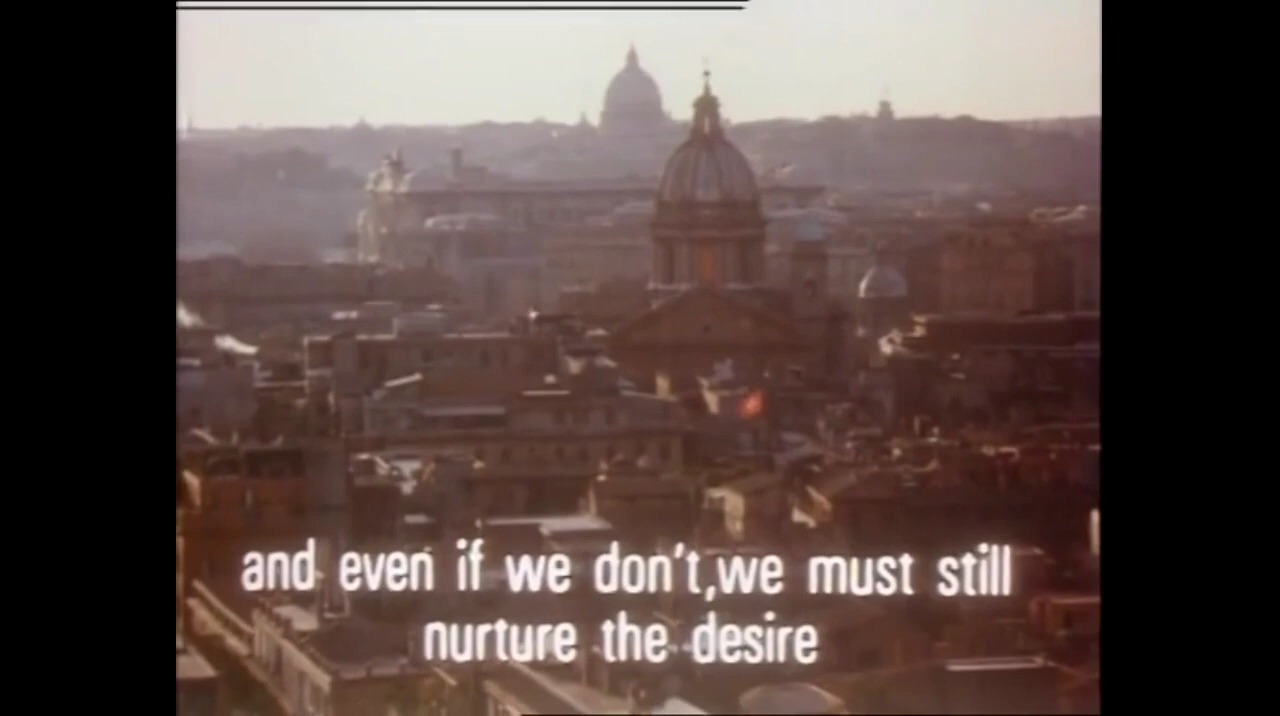 and even if we don't,we must still
nurture the desire